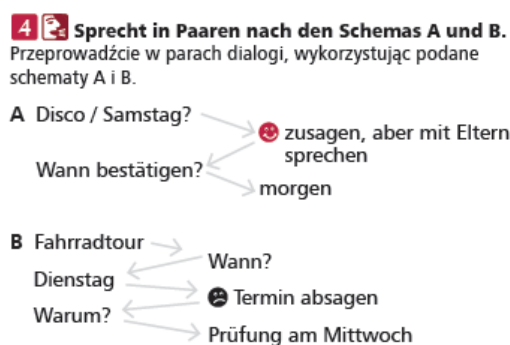 4 Sprecht in Paaren nach den Schemas A und B.
Przeprowadźcie w parach dialogi, wykorzystując podane
schematy A i B.
A Disco / Samstag?
zusagen, aber mit Eltern
sprechen
Wann bestätigen?
morgen
B Fahrradtour
Wann?
Dienstag
Termin absagen
Warum?
Prüfung am Mittwoch